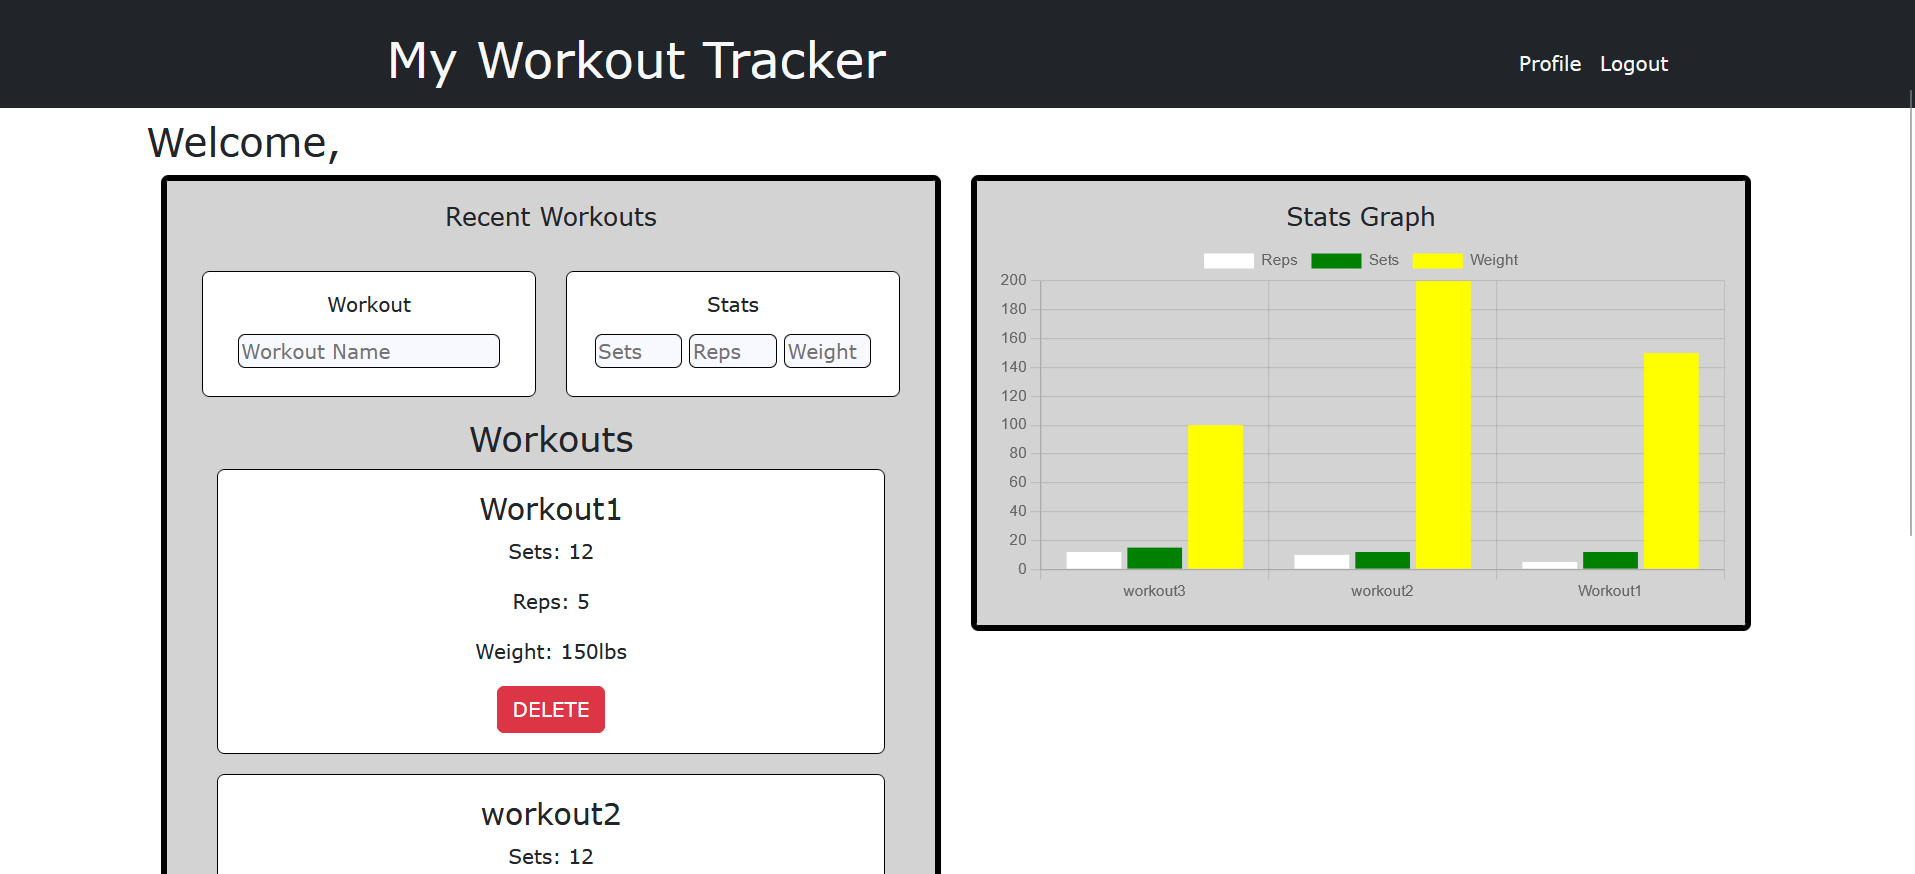 My Workout Tracker
Profile Logout
Welcome,
Recent Workouts
Workout
Workout Name
Stats
Sets Reps Weight
Workouts
Workout1
Sets: 12
Reps: 5
Weight: 150lbs
DELETE
workout2
Sets: 12
Stats Graph
Reps Sets Weight
200
180
160
140
120
100
80
60
40
20
0
workout3 workout2 Workout1